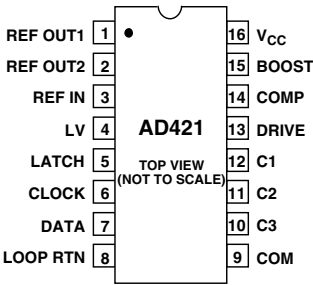 REF OUT1 1 16 VCC
REF OUT2 2 15 BOOST
REF IN 3 14 COMP
LV 4 AD421 13 DRIVE
LATCH 5 TOP VIEW 12 C1
(NOT TO SCALE)
CLOCK 6 11 C2
DATA 7 10 C3
LOOP RTN 8 9 COM